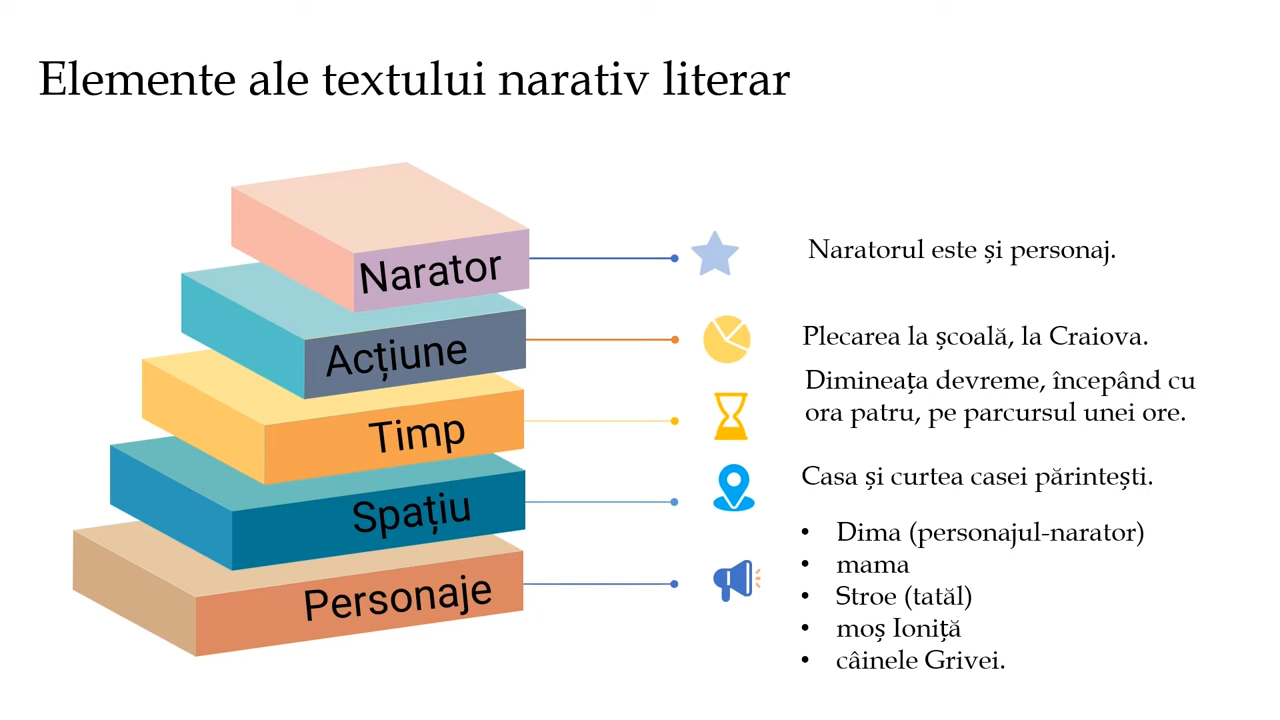 Elemente ale textului narativ literar
Narator
Naratorul este și personaj.
Acțiune
Plecarea la școală, la Craiova.
Timp
Dimineața devreme, începând cu
ora patru, pe parcursul unei ore.
Spațiu
Casa și curtea casei părintești.
Personaje
• Dima (personajul-narator)
• mama
• Stroe (tatăl)
• moș Ioniță
• câinele Grivei.